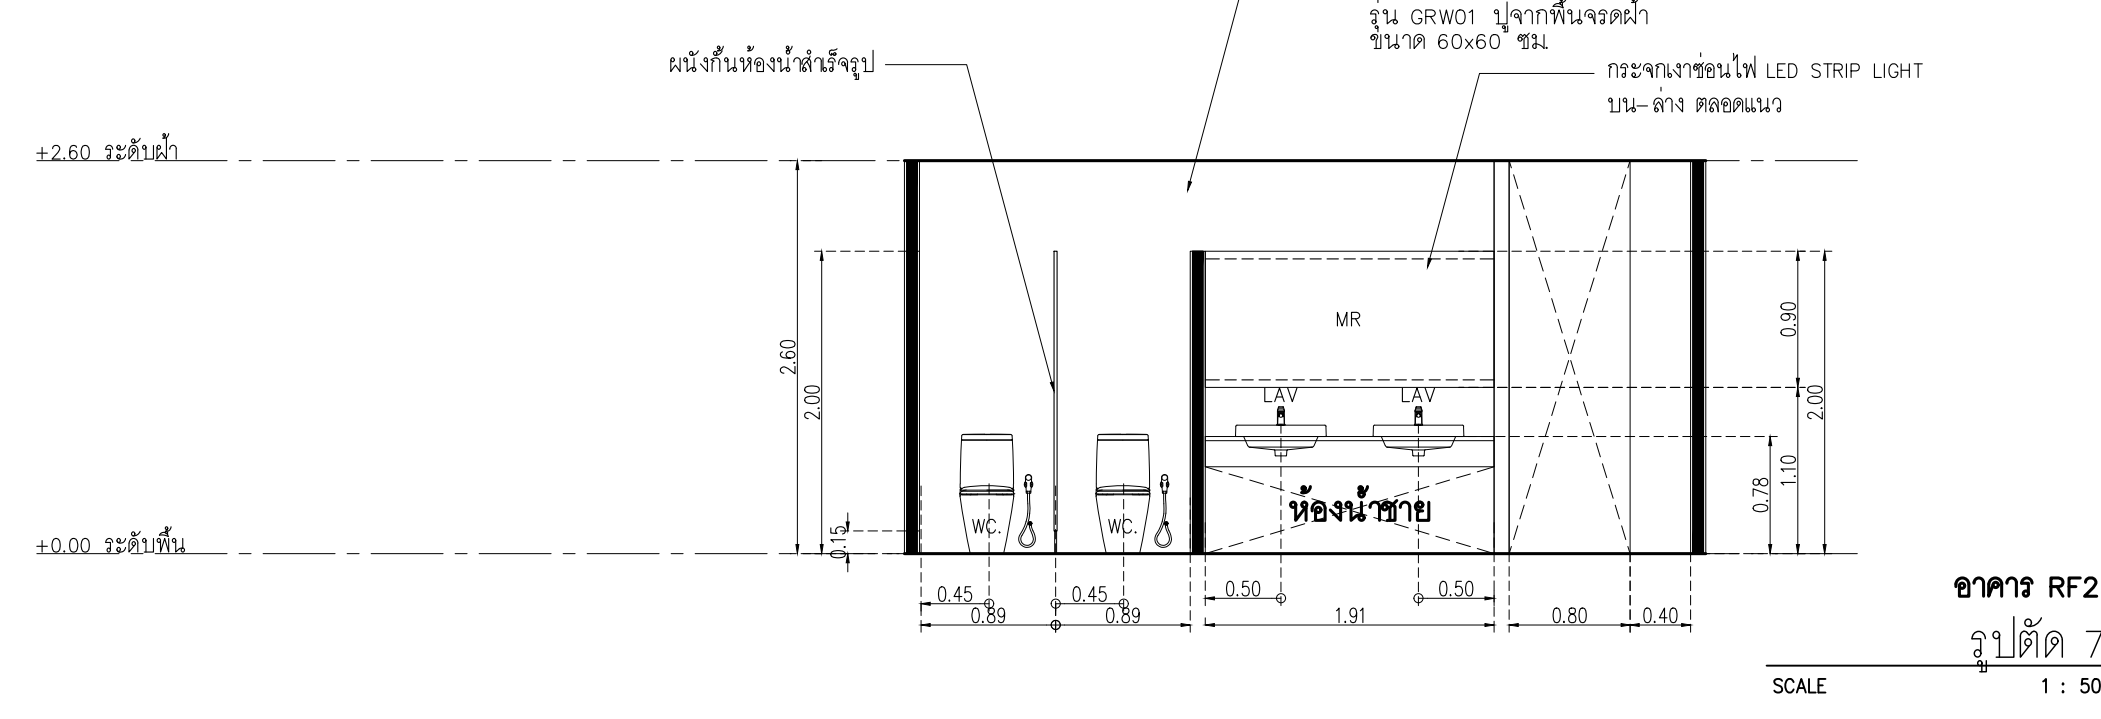 รุ่น GRW01 ปูจากพื้นจรดฝ้า
ขนาด 60x60 ซม.
ผนังกั้นห้องน้ำสำเร็จรูป
กระจกเงาซ่อนไฟ LED STRIP LIGHT
บน-ล่าง ตลอดแนว
+2.60 ระดับฝ้า
MR
2.60
2.00
0.90
2.00
LAV LAV
1.10
0.78
WC. WC.
ห้องน้ำชาย
0.15
+0.00 ระดับพื้น
0.45 0.45 0.50 0.50
0.89 0.89 1.91 0.80 0.40
อาคาร RF2
รูปตัด 7
SCALE 1 : 50